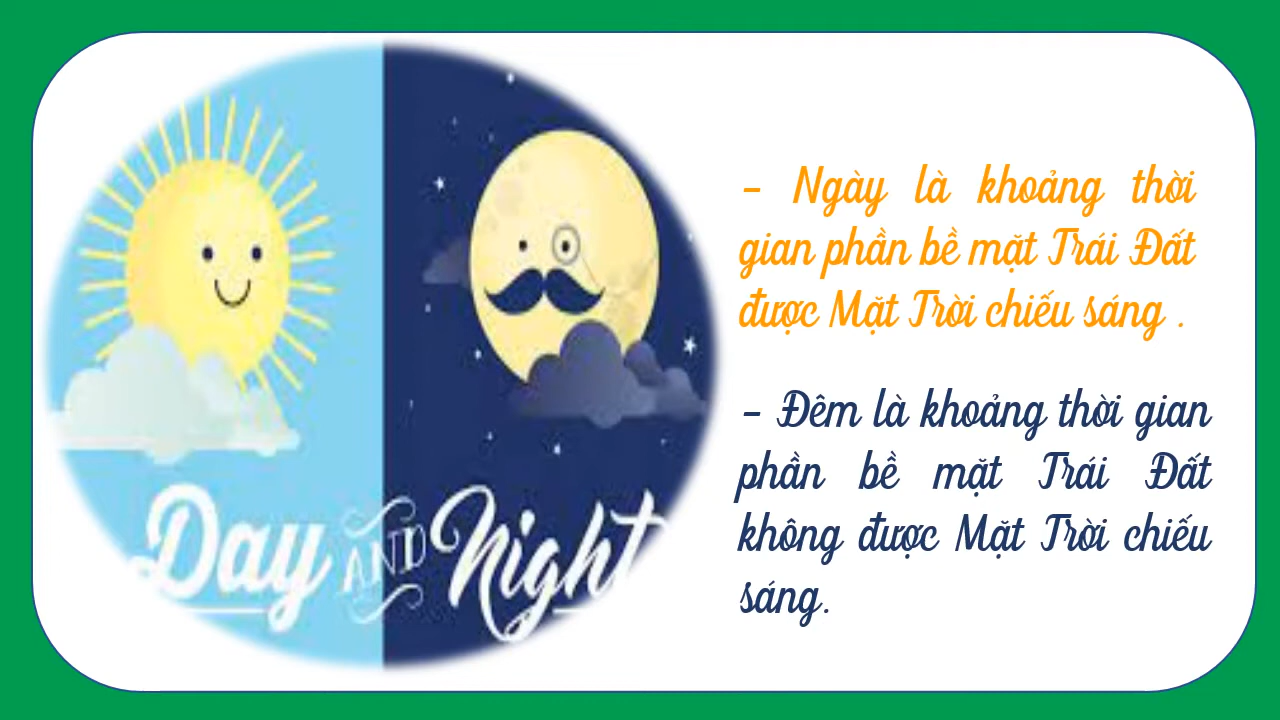 Day AND Night
- Ngày là khoảng thời
gian phần bề mặt Trái Đất
được Mặt Trời chiếu sáng .
- Đêm là khoảng thời gian
phần bề mặt Trái Đất
không được Mặt Trời chiếu
sáng.